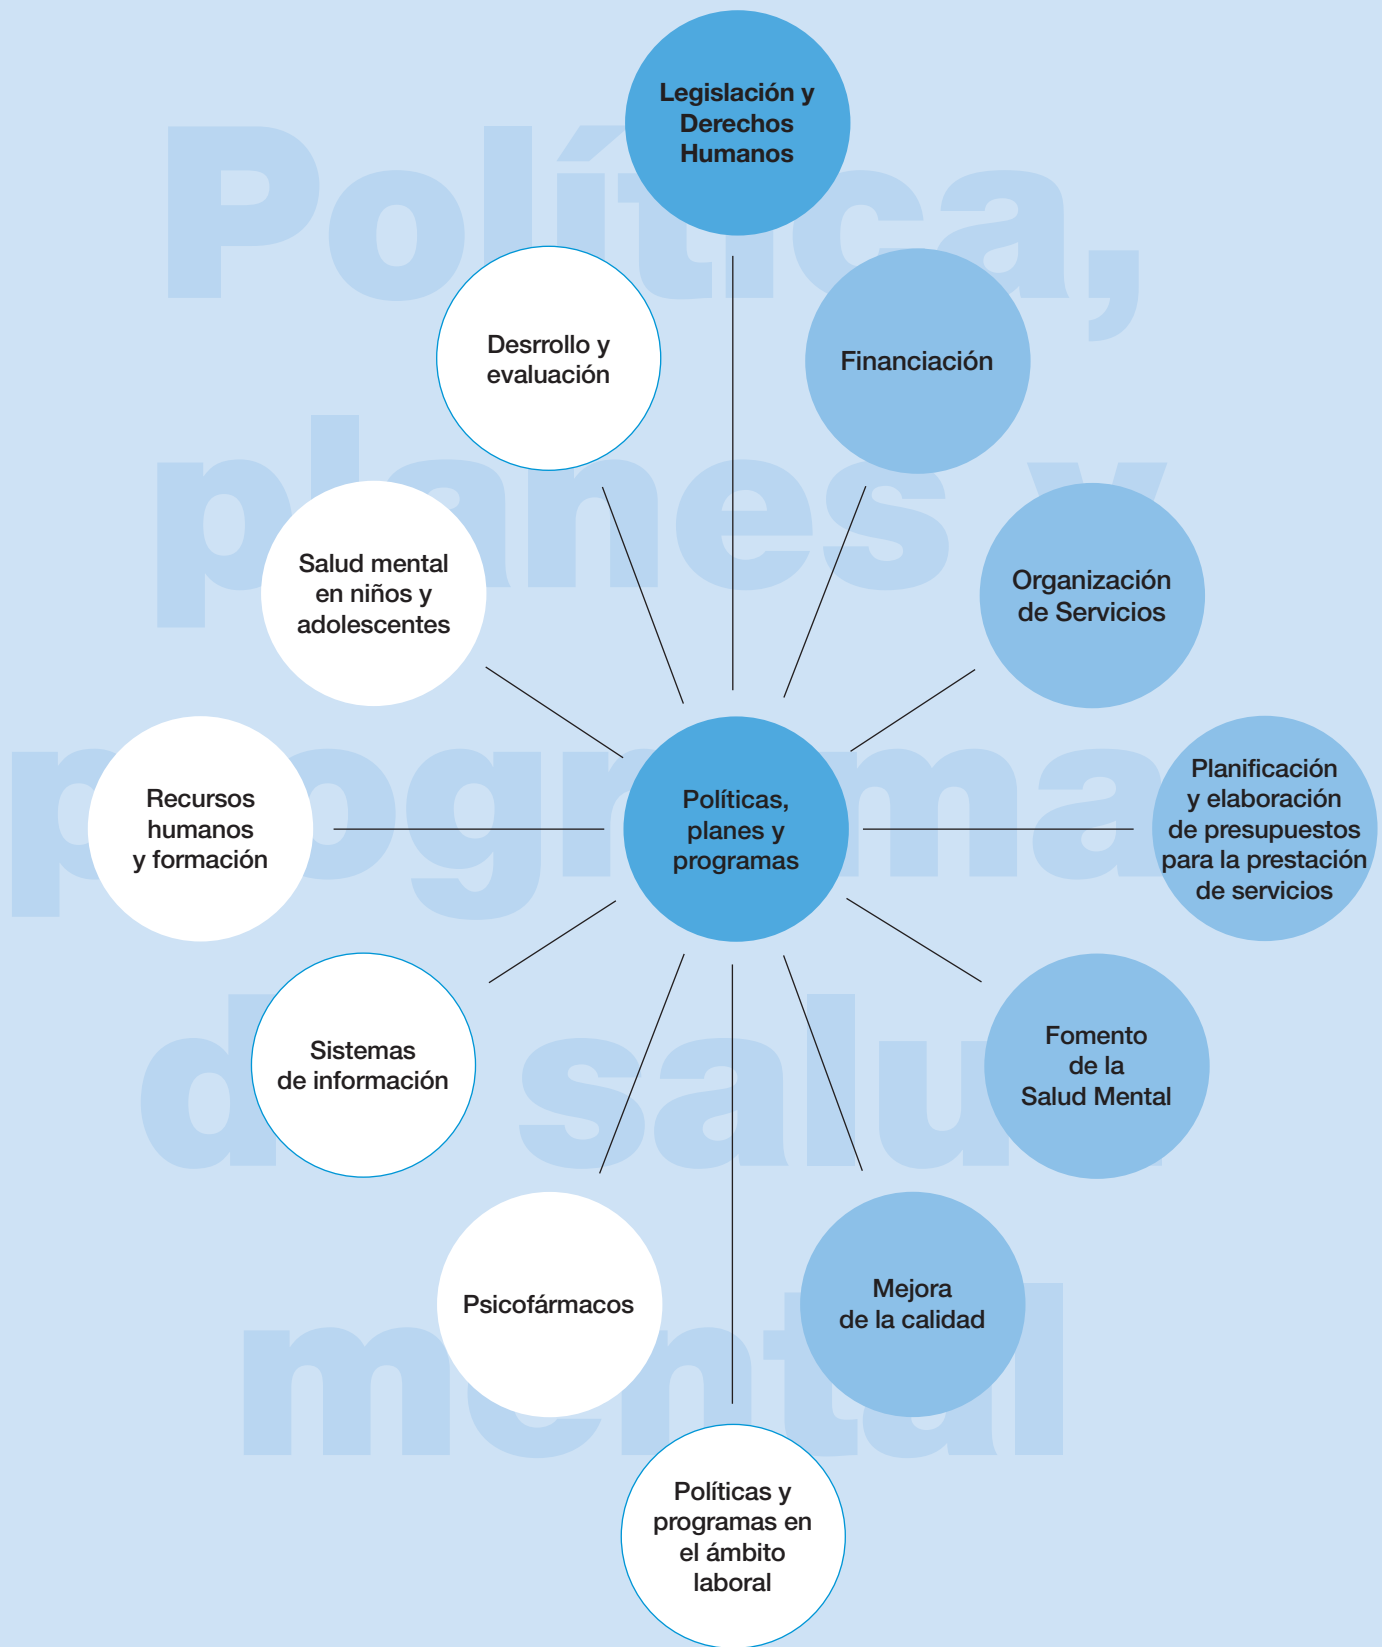 Política,
planes y
programa
de salud
mental
Legislación y
Derechos
Humanos
Desrrollo y
evaluación
Financiación
Salud mental
en niños y
adolescentes
Organización
de Servicios
Recursos
humanos
y formación
Políticas,
planes y
programas
Planificación
y elaboración
de presupuestos
para la prestación
de servicios
Sistemas
de información
Fomento
de la
Salud Mental
Psicofármacos
Mejora
de la calidad
Políticas y
programas en
el ámbito
laboral